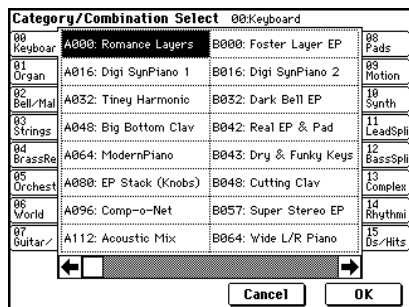 Category/Combination Select 00:Keyboard
00
Keyboar
01
Organ
02
Bell/Mal
03
Strings
04
BrassRe
05
Orchest
06
World
07
Guitar/
A000: Romance Layers
B000: Foster Layer EP
A016: Digi SynPiano 1
B016: Digi SynPiano 2
A032: Tiney Harmonic
B032: Dark Bell EP
A048: Big Bottom Clav
B042: Real EP & Pad
A064: ModernPiano
B043: Dry & Funky Keys
A080: EP Stack (Knobs)
B048: Cutting Clav
A096: Comp-o-Net
B057: Super Stereo EP
A112: Acoustic Mix
B064: Wide L/R Piano
08
Pads
09
Motion
10
Synth
11
LeadSpli
12
BassSpli
13
Complex
14
Rhythmi
15
Ds/Hits
Cancel
OK